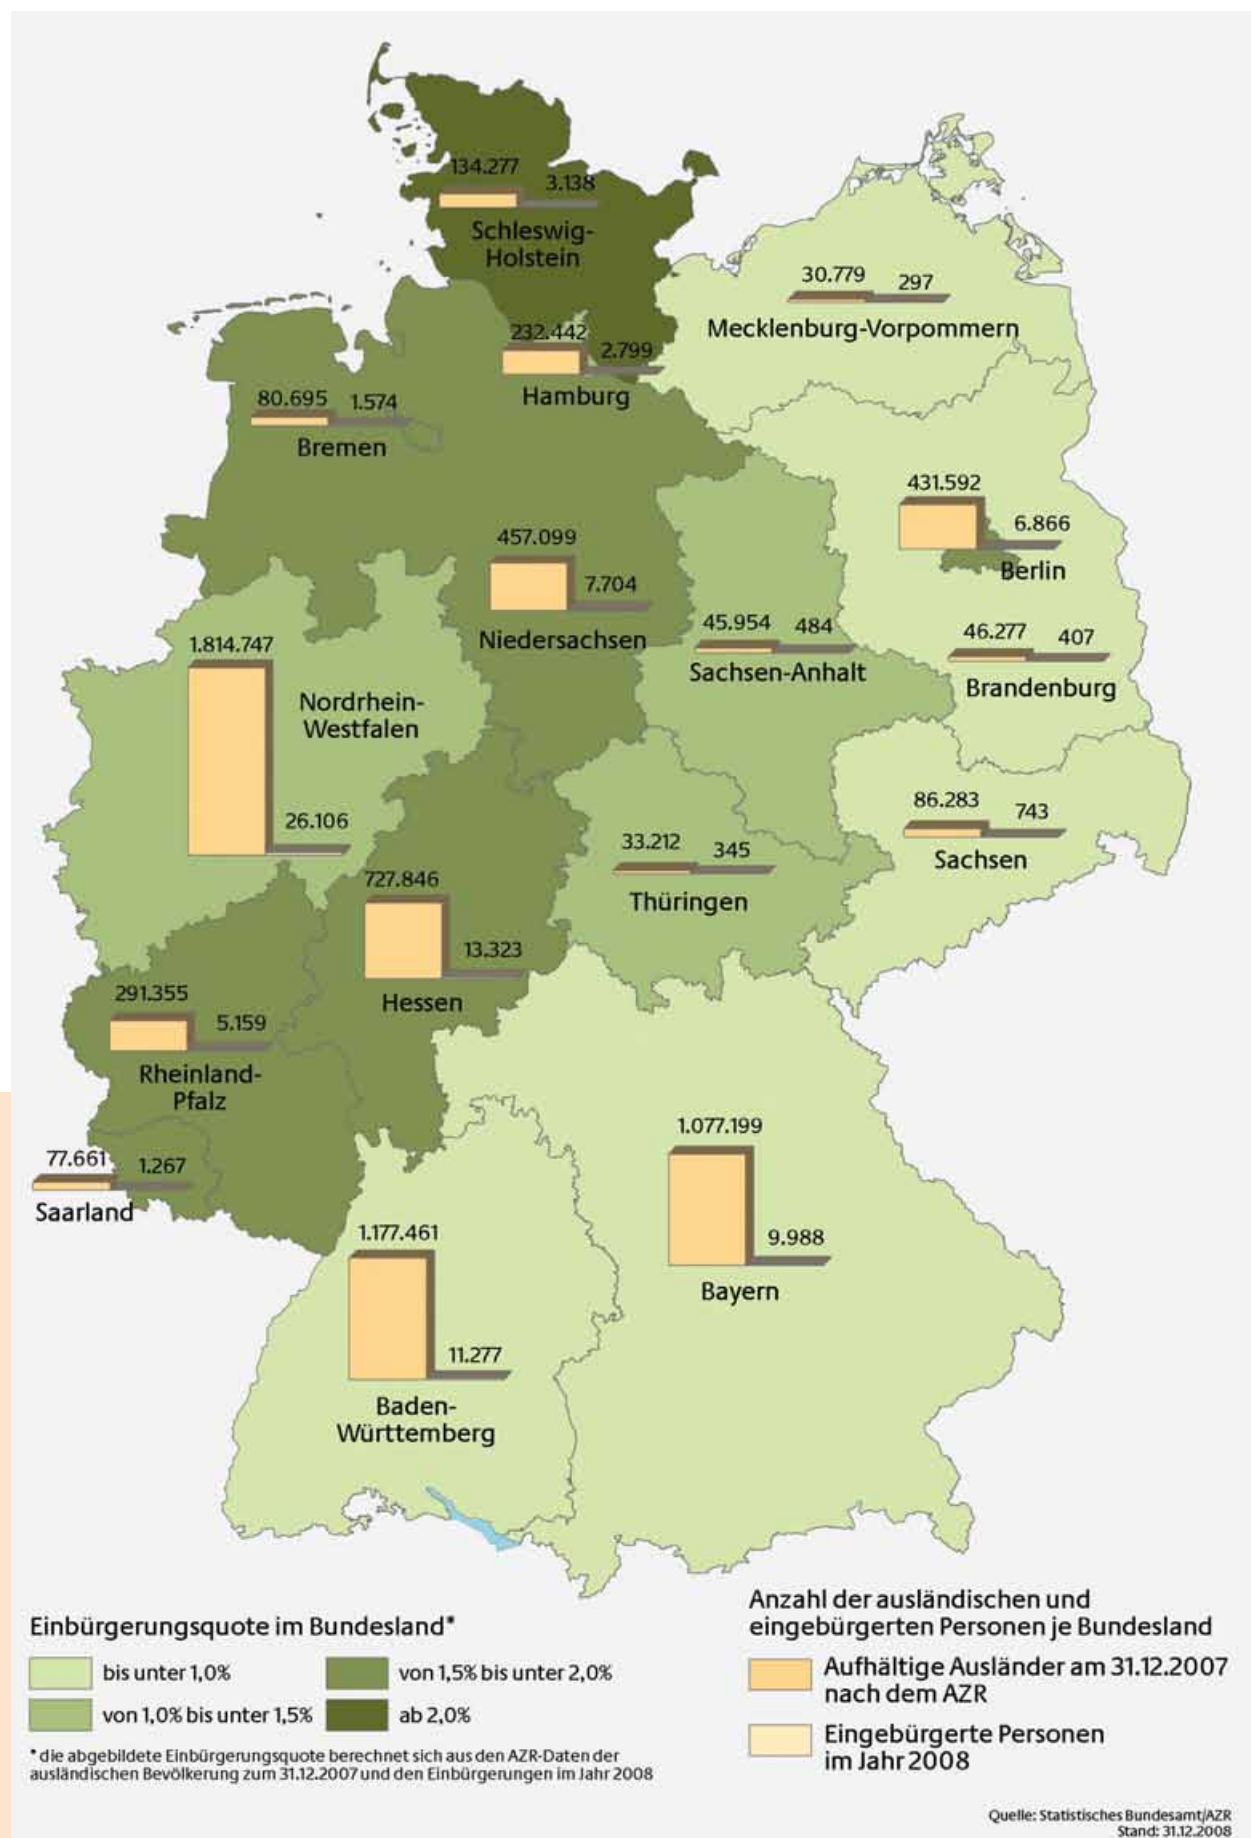 134.277
3.138
Schleswig-
Holstein
30.779
297
Mecklenburg-Vorpommern
232.442
2.799
Hamburg
80.695
1.574
Bremen
431.592
6.866
Berlin
457.099
7.704
Niedersachsen
45.954
484
Sachsen-Anhalt
46.277
407
Brandenburg
1.814.747
Nordrhein-
Westfalen
26.106
86.283
743
Sachsen
33.212
345
Thüringen
727.846
13.323
Hessen
291.355
5.159
Rheinland-
Pfalz
77.661
1.267
Saarland
1.077.199
9.988
Bayern
1.177.461
11.277
Baden-
Württemberg
Einbürgerungsquote im Bundesland*
bis unter 1,0%
von 1,5% bis unter 2,0%
von 1,0% bis unter 1,5%
ab 2,0%
* die abgebildete Einbürgerungsquote berechnet sich aus den AZR-Daten der
ausländischen Bevölkerung zum 31.12.2007 und den Einbürgerungen im Jahr 2008
Anzahl der ausländischen und
eingebürgerten Personen je Bundesland
Aufhältige Ausländer am 31.12.2007
nach dem AZR
Eingebürgerte Personen
im Jahr 2008
Quelle: Statistisches Bundesamt/AZR
Stand: 31.12.2008